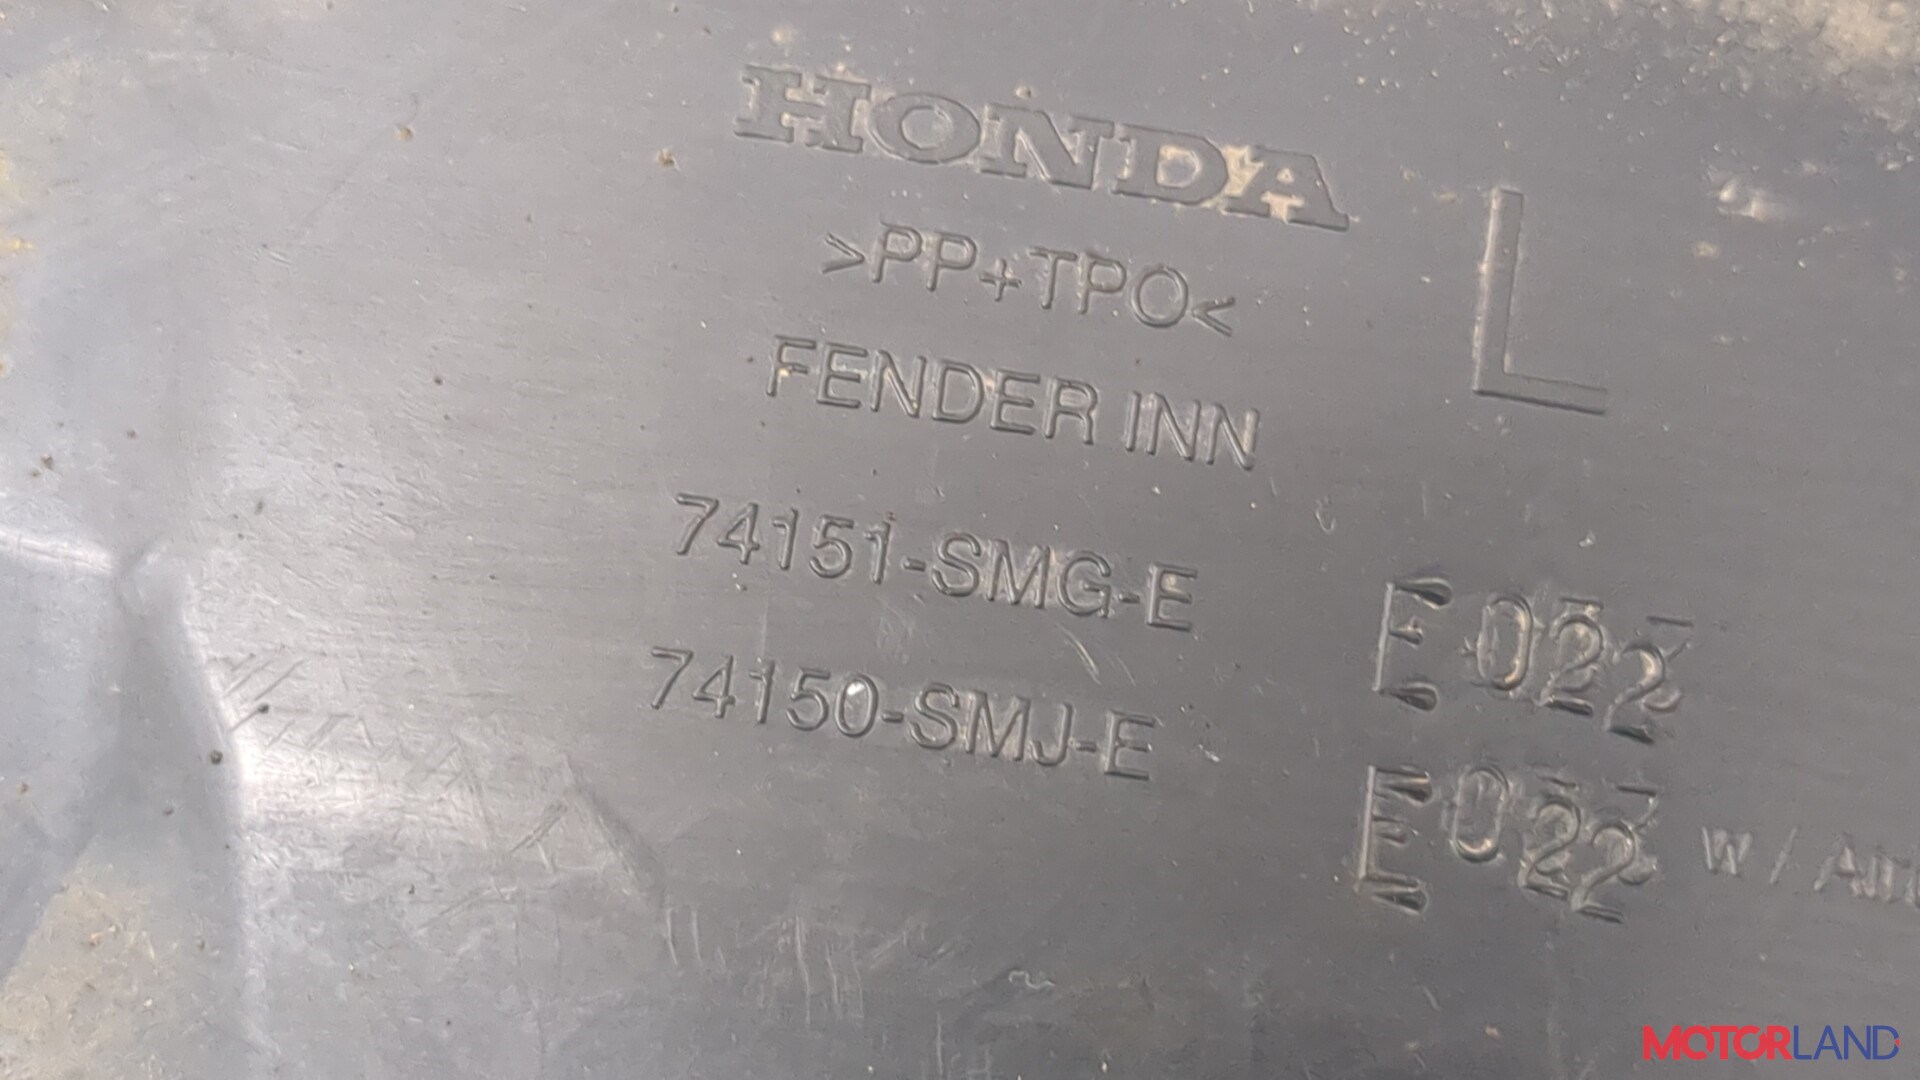 HONDA
>PP+TPO<
L
FENDER INN
74151-SMG-E
E022
74150-SMJ-E
E022
W/
MOTORLAND